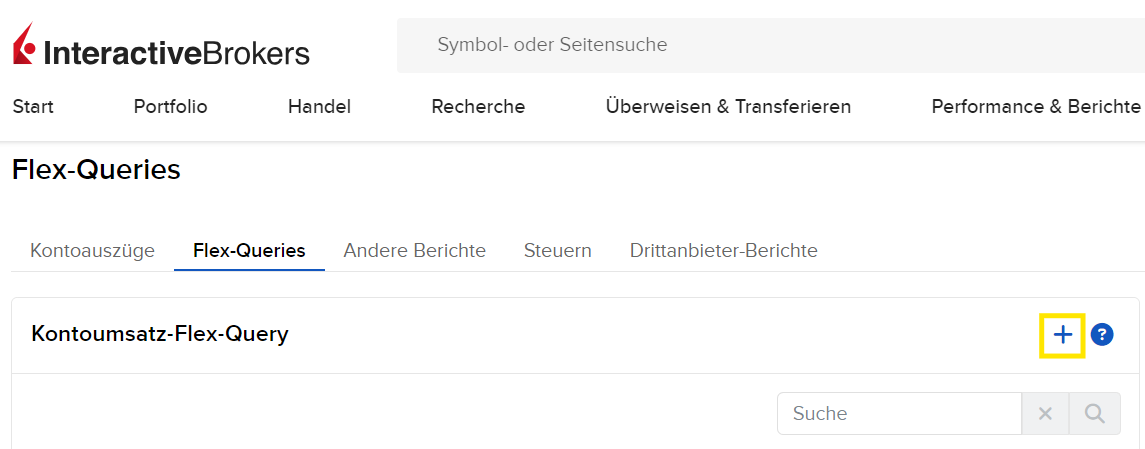 InteractiveBrokers
Symbol- oder Seitensuche
Start Portfolio Handel Recherche Überweisen & Transferieren Performance & Berichte
Flex-Queries
Kontoauszüge Flex-Queries Andere Berichte Steuern Drittanbieter-Berichte
Kontoumsatz-Flex-Query + ?
Suche